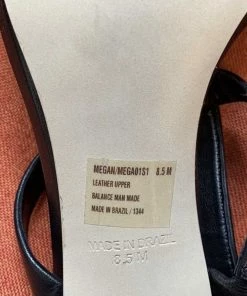 MEGAN/MEGA01S1 8.5 M
LEATHER UPPER
BALANCE MAN MADE
MADE IN BRAZIL / 1344
MADE IN BRAZIL
8,5 M